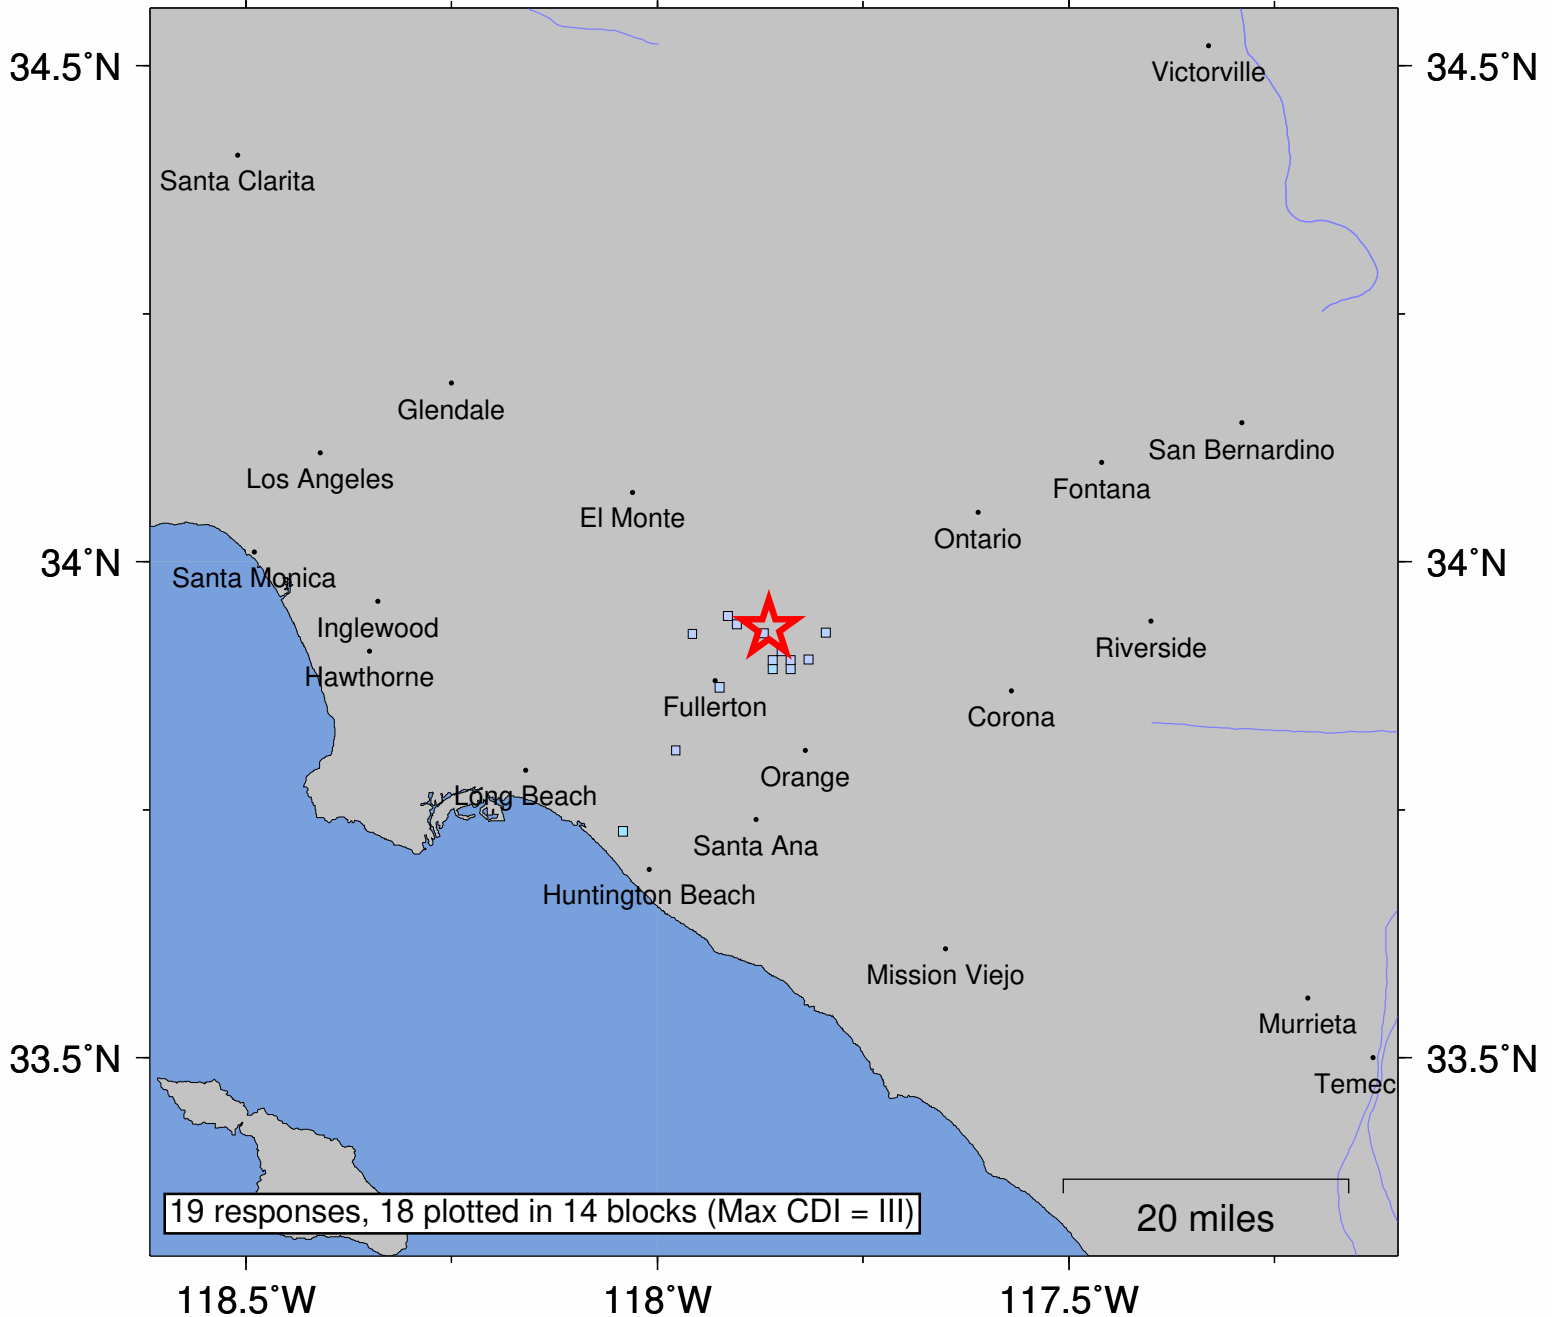 34.5˚N
34.5˚N
Victorville
Santa Clarita
Glendale
Los Angeles
San Bernardino
Fontana
El Monte
Ontario
34˚N
34˚N
Santa Monica
Inglewood
Riverside
Hawthorne
Fullerton
Corona
Orange
Long Beach
Santa Ana
Huntington Beach
Mission Viejo
Murrieta
33.5˚N
33.5˚N
Temec
19 responses, 18 plotted in 14 blocks (Max CDI = III)
20 miles
118.5˚W
118˚W
117.5˚W